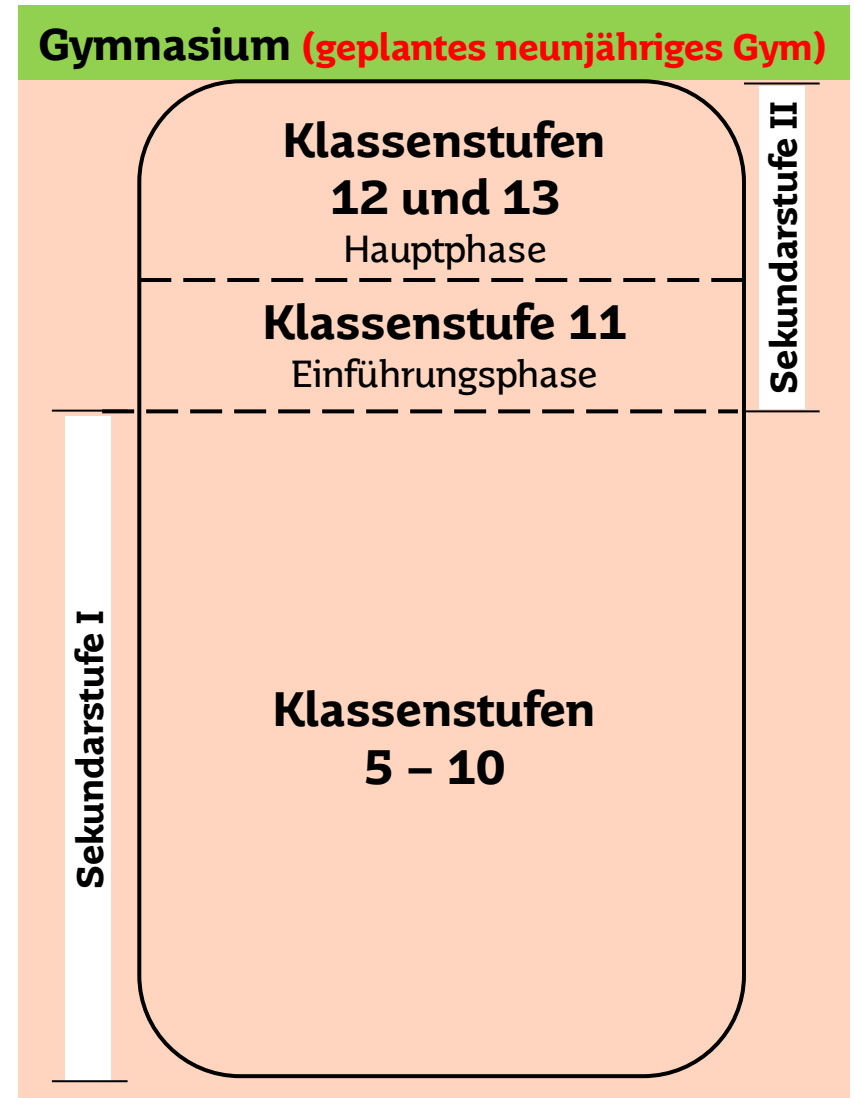 Gymnasium (geplantes neunjähriges Gym)
Klassenstufen
12 und 13
Hauptphase
Sekundarstufe II
Klassenstufe 11
Einführungsphase
Sekundarstufe I
Klassenstufen
5 – 10